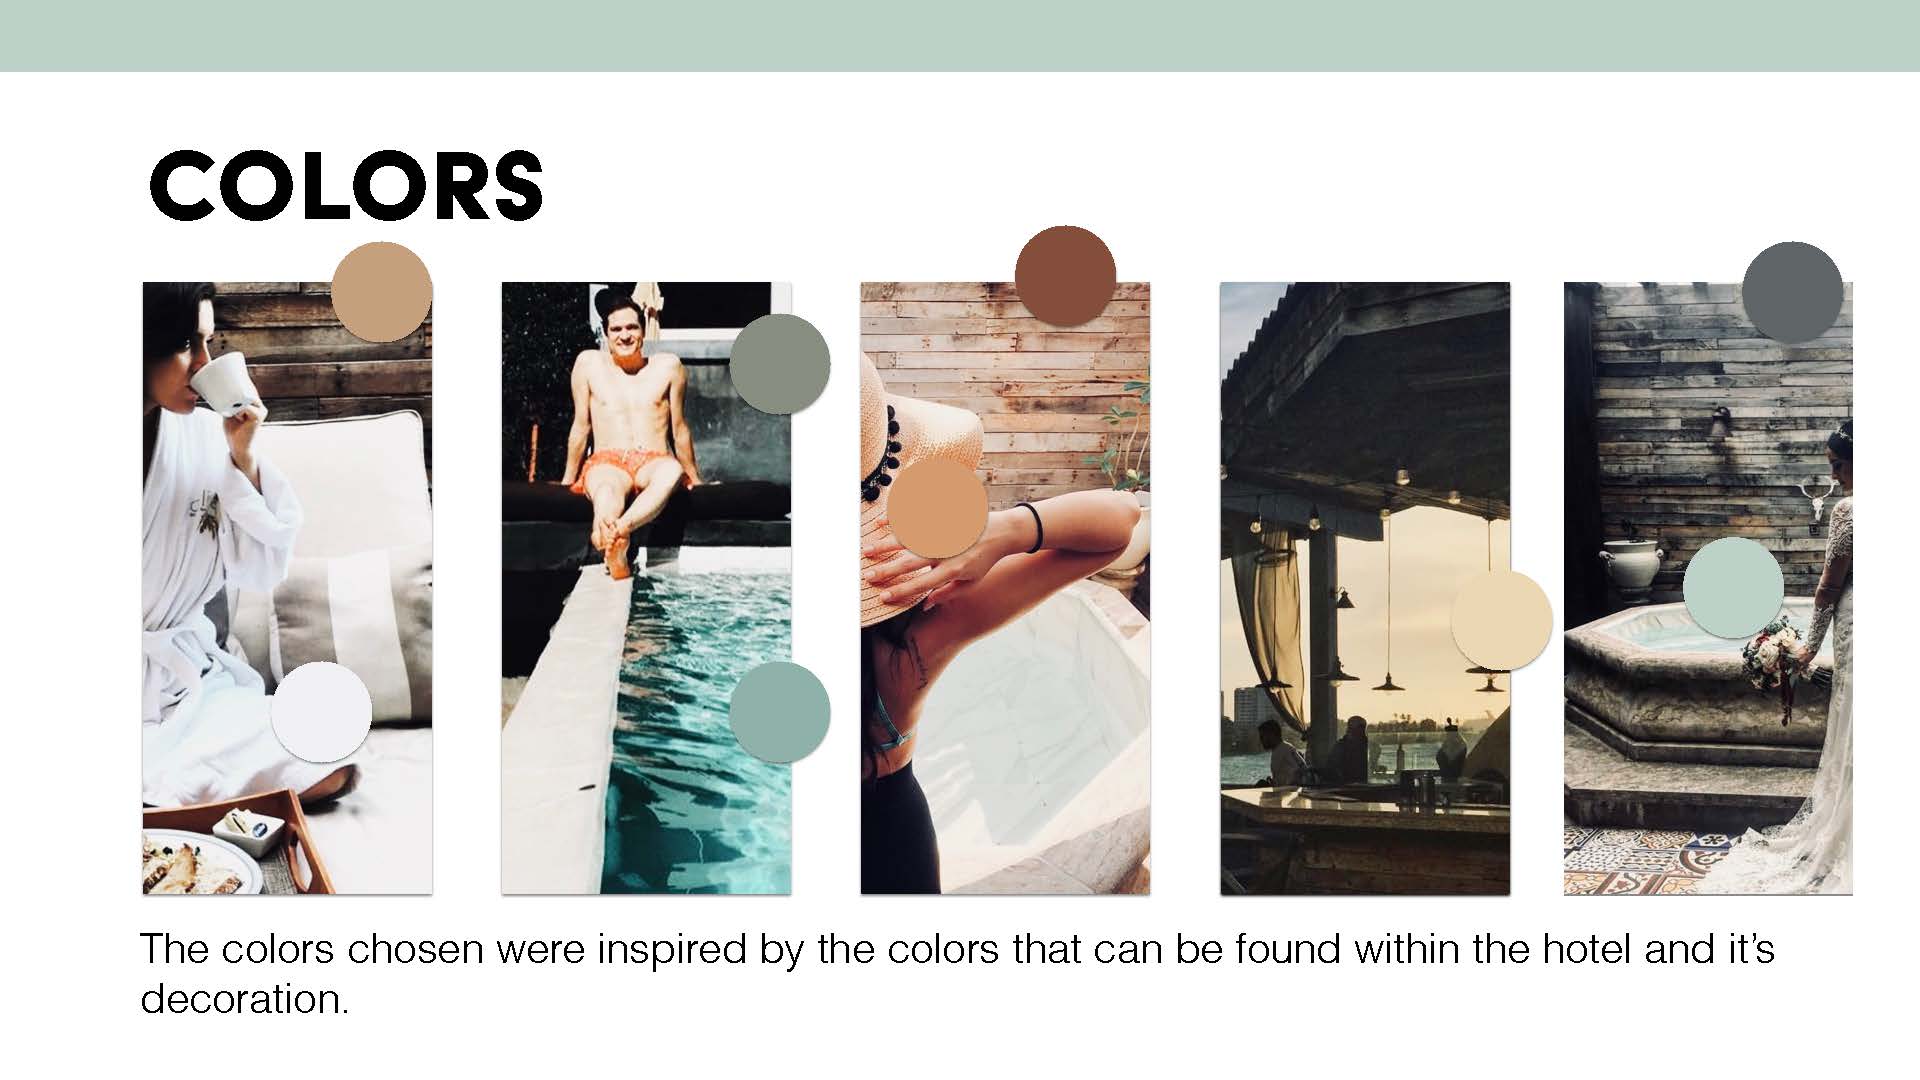 COLORS
The colors chosen were inspired by the colors that can be found within the hotel and it’s
decoration.